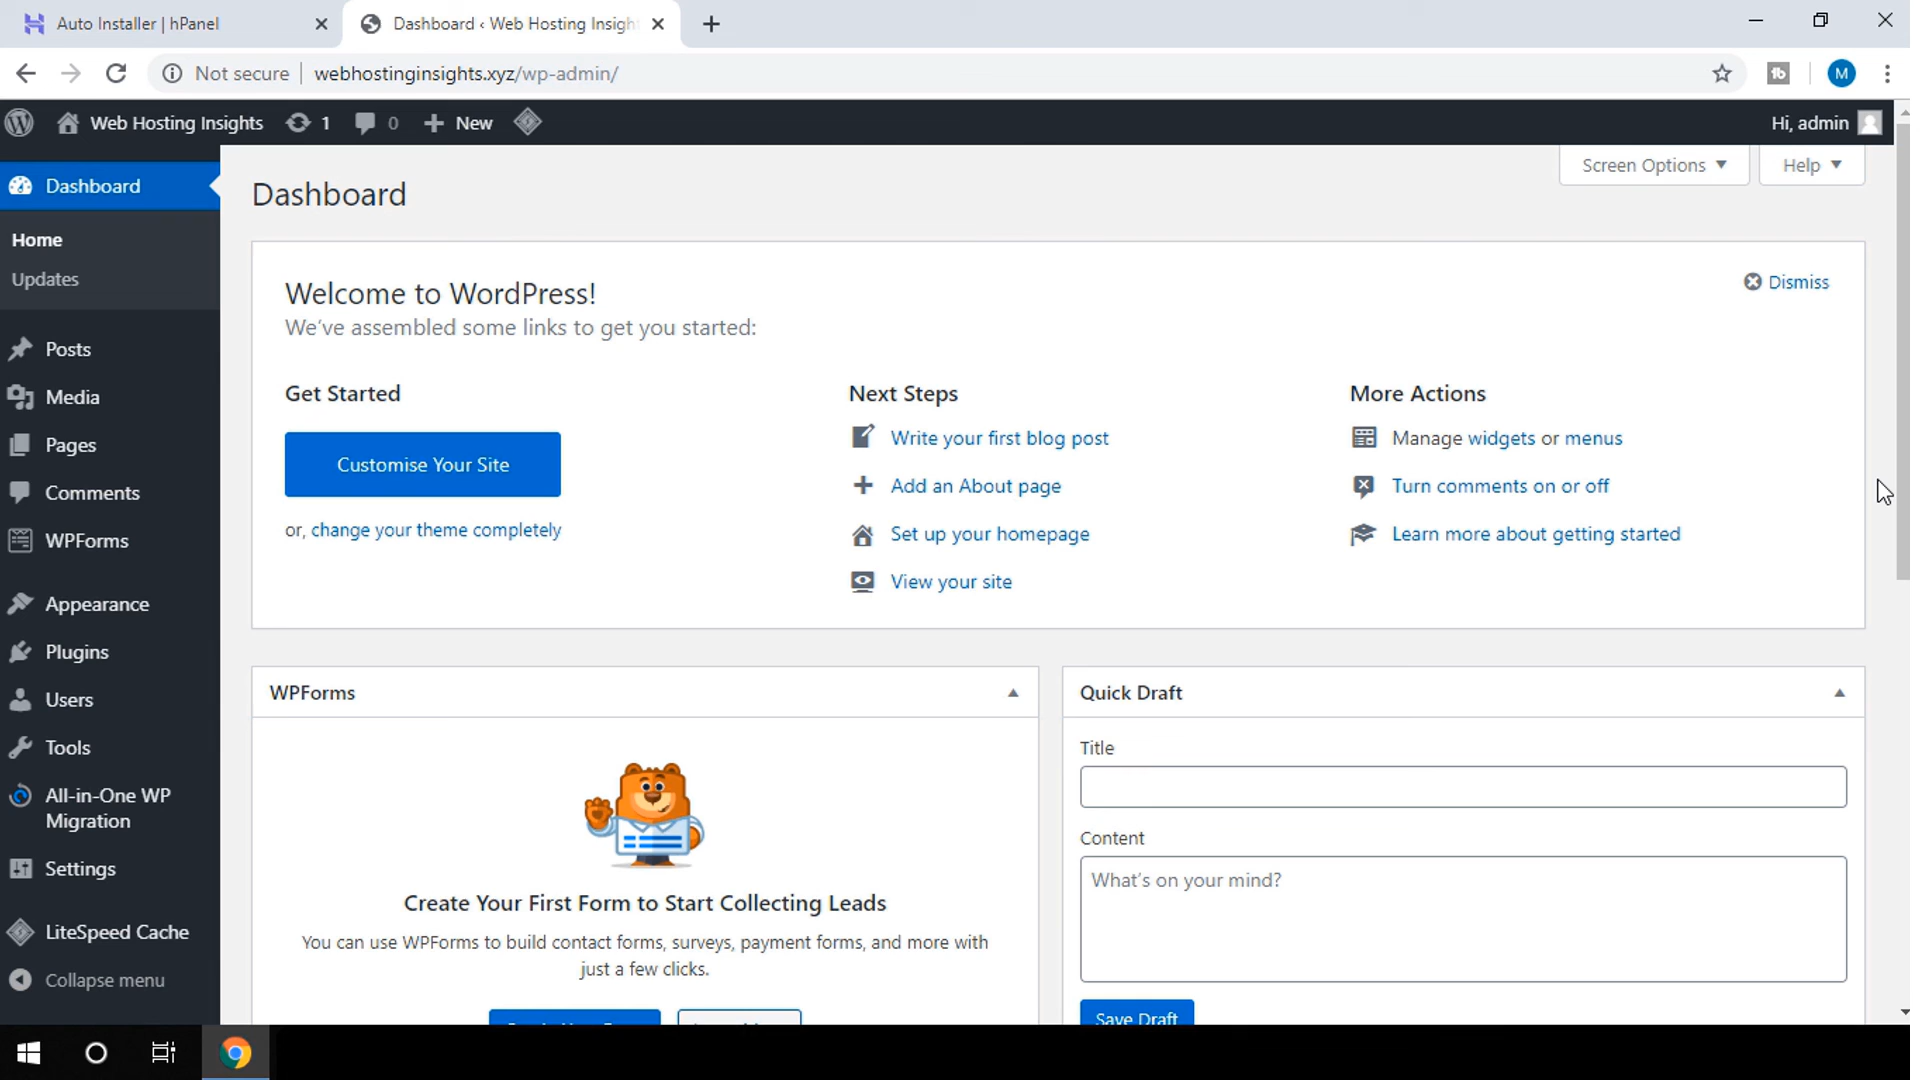 Auto Installer | hPanel
Dashboard ‹ Web Hosting Insigh
Not secure
webhostinginsights.xyz/wp-admin/
M
Web Hosting Insights
1
0
New
Hi, admin
Dashboard
Home
Updates
Posts
Media
Pages
Comments
WPForms
Appearance
Plugins
Users
Tools
All-in-One WP
Migration
Settings
LiteSpeed Cache
Collapse menu
Screen Options
Help
Dashboard
Welcome to WordPress!
We've assembled some links to get you started:
Dismiss
Get Started
Customise Your Site
or, change your theme completely
Next Steps
Write your first blog post
Add an About page
Set up your homepage
View your site
More Actions
Manage widgets or menus
Turn comments on or off
Learn more about getting started
WPForms
Create Your First Form to Start Collecting Leads
You can use WPForms to build contact forms, surveys, payment forms, and more with
just a few clicks.
Quick Draft
Title
Content
What's on your mind?
Save Draft